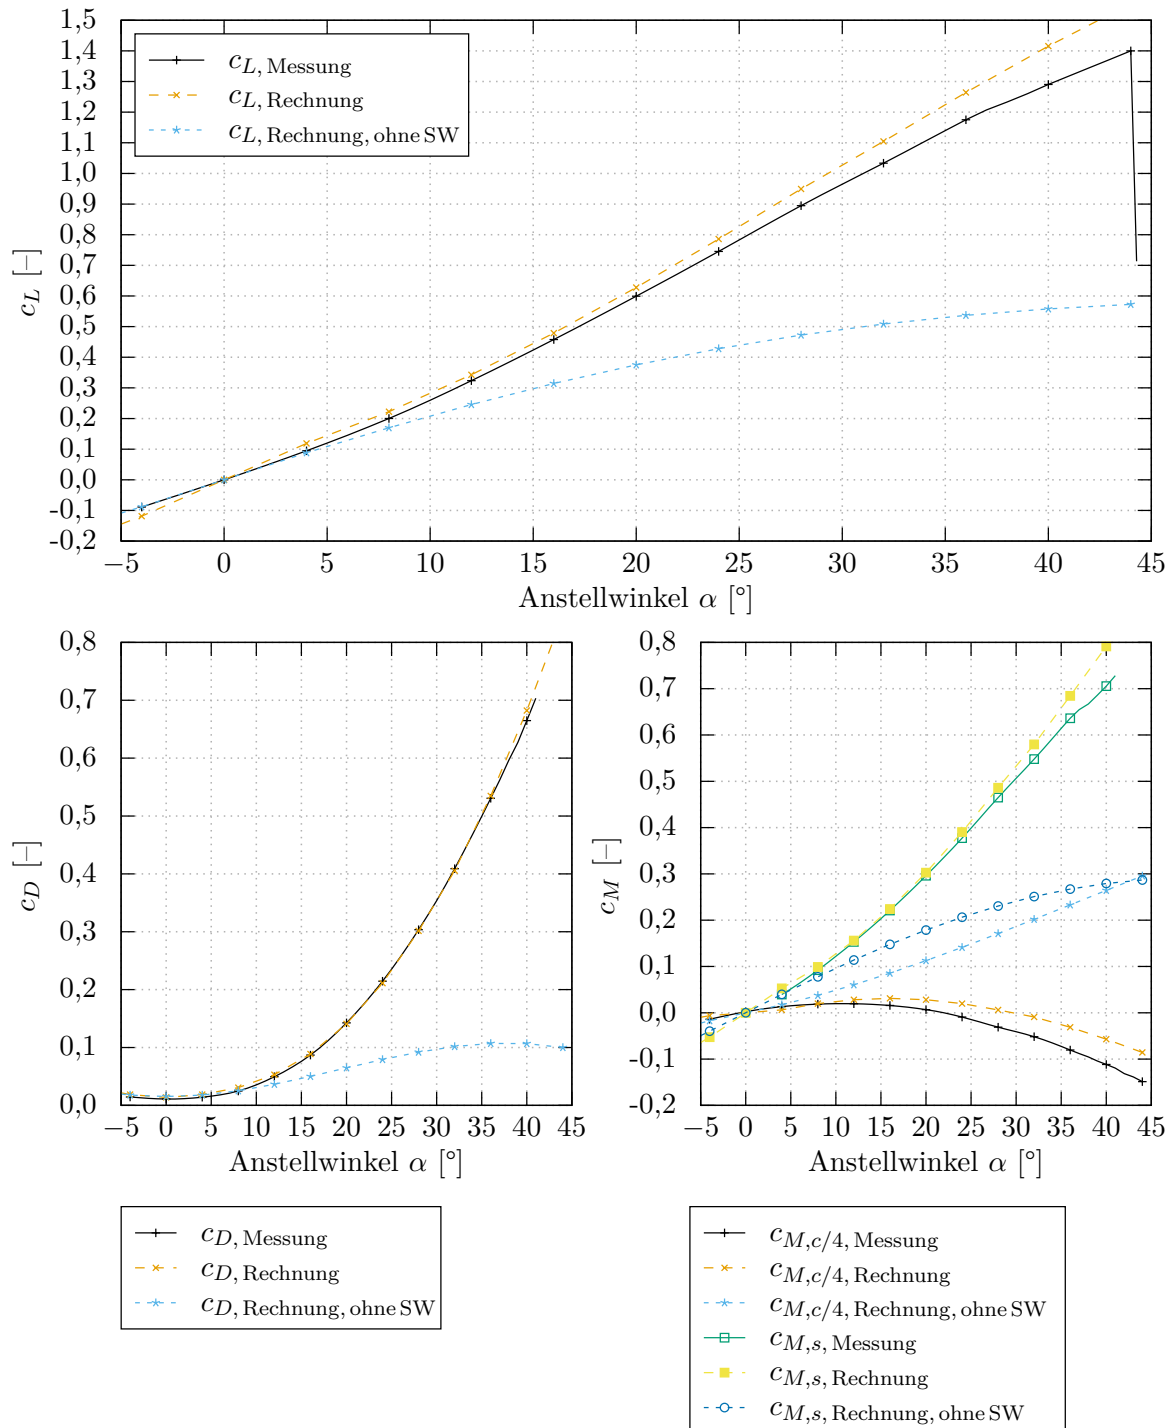 1,5
1,4
1,3
1,2
1,1
1,0
0,9
0,8
0,7
0,6
0,5
0,4
0,3
0,2
0,1
0,0
-0,1
-0,2
c_L [–]
c_L, Messung
c_L, Rechnung
c_L, Rechnung, ohne SW
−5 0 5 10 15 20 25 30 35 40 45
Anstellwinkel α [°]
0,8
0,7
0,6
0,5
0,4
0,3
0,2
0,1
0,0
c_D [–]
−5 0 5 10 15 20 25 30 35 40 45
Anstellwinkel α [°]
c_D, Messung
c_D, Rechnung
c_D, Rechnung, ohne SW
0,8
0,7
0,6
0,5
0,4
0,3
0,2
0,1
0,0
-0,1
-0,2
c_M [–]
−5 0 5 10 15 20 25 30 35 40 45
Anstellwinkel α [°]
c_M,c/4, Messung
c_M,c/4, Rechnung
c_M,c/4, Rechnung, ohne SW
c_M,s, Messung
c_M,s, Rechnung
c_M,s, Rechnung, ohne SW